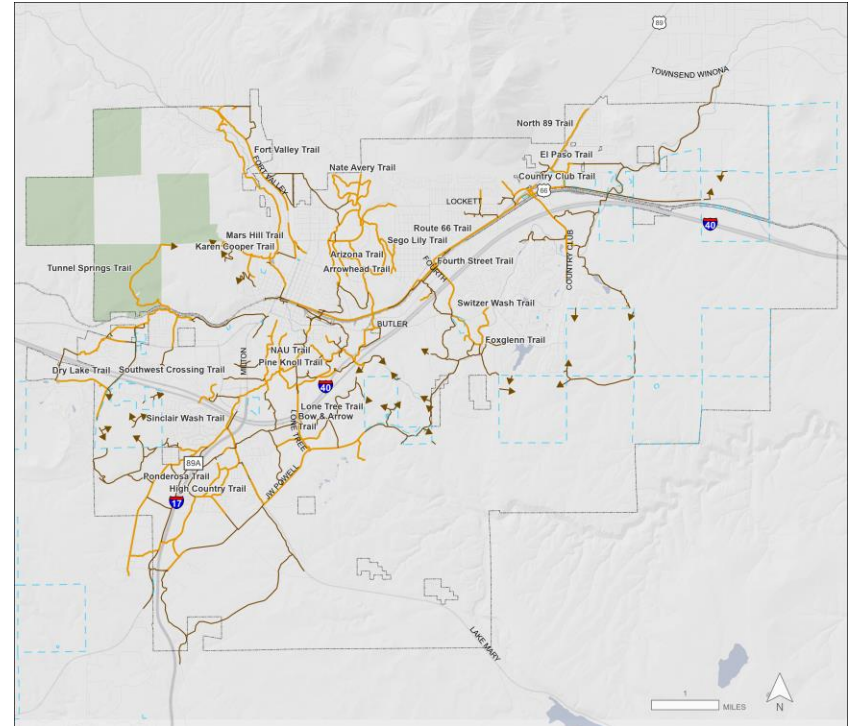 89
TOWNSEND WINONA
North 89 Trail
Fort Valley Trail
El Paso Trail
FORT VALLEY
Nate Avery Trail
Country Club Trail
66
LOCKETT
Route 66 Trail
40
Mars Hill Trail
Sego Lily Trail
Karen Cooper Trail
Arizona Trail
Fourth Street Trail
COUNTRY CLUB
Tunnel Springs Trail
Arrowhead Trail
FOURTH
Switzer Wash Trail
BUTLER
Foxglenn Trail
NAU Trail
MILTON
Pine Knoll Trail
Dry Lake Trail
Southwest Crossing Trail
40
Lone Tree Trail
Sinclair Wash Trail
LONE TREE
Bow & Arrow
Trail
89A
Ponderosa Trail
JW POWELL
High Country Trail
17
LAKE MARY
1
MILES
N